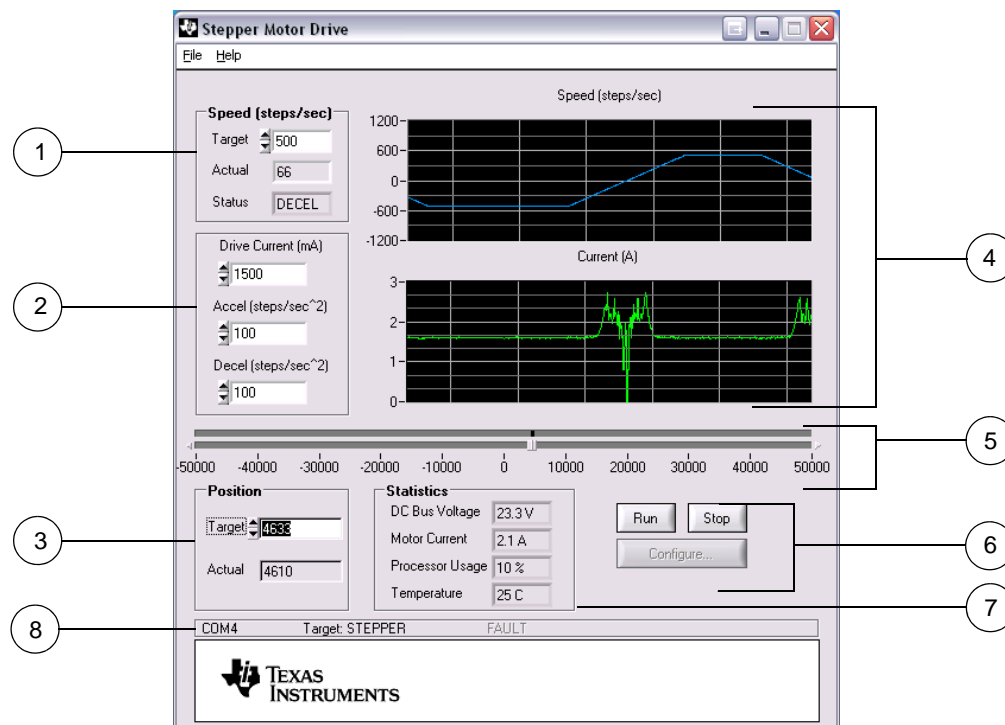 Stepper Motor Drive
File Help
Speed (steps/sec)
Target 500
Actual 66
Status DECEL
1
Drive Current (mA)
1500
Accel (steps/sec^2)
100
Decel (steps/sec^2)
100
2
Speed (steps/sec)
1200
600
0
-600
-1200
Current (A)
3
2
1
0
4
-50000 -40000 -30000 -20000 -10000 0 10000 20000 30000 40000 50000
5
Position
Target 4633
Actual 4610
3
Statistics
DC Bus Voltage 23.3 V
Motor Current 2.1 A
Processor Usage 10 %
Temperature 25 C
7
Run Stop
Configure...
6
COM4 Target: STEPPER FAULT
8
TEXAS
INSTRUMENTS